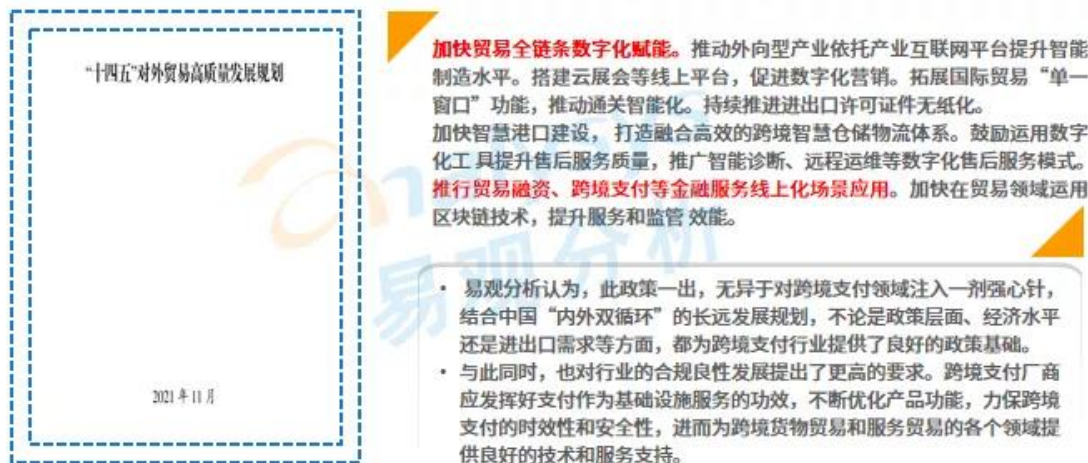 “十四五”对外贸易高质量发展规划
2021年11月
加快贸易全链条数字化赋能。推动外向型产业依托产业互联网平台提升智能
制造水平。搭建云展会等线上平台，促进数字化营销。拓展国际贸易“单一
窗口”功能，推动通关智能化。持续推进进出口许可证件无纸化。
加快智慧港口建设， 打造融合高效的跨境智慧仓储物流体系。鼓励运用数字
化工 具提升售后服务质量，推广智能诊断、远程运维等数字化售后服务模式。
推行贸易融资、跨境支付等金融服务线上化场景应用。加快在贸易领域运用
区块链技术，提升服务和监管 效能。
• 易观分析认为，此政策一出，无异于对跨境支付领域注入一剂强心针，
结合中国“内外双循环”的长远发展规划，不论是政策层面、经济水平
还是进出口需求等方面，都为跨境支付行业提供了良好的政策基础。
• 与此同时，也对行业的合规良性发展提出了更高的要求。跨境支付厂商
应发挥好支付作为基础设施服务的功效，不断优化产品功能，力保跨境
支付的时效性和安全性，进而为跨境货物贸易和服务贸易的各个领域提
供良好的技术和服务支持。
analysys
易观分析